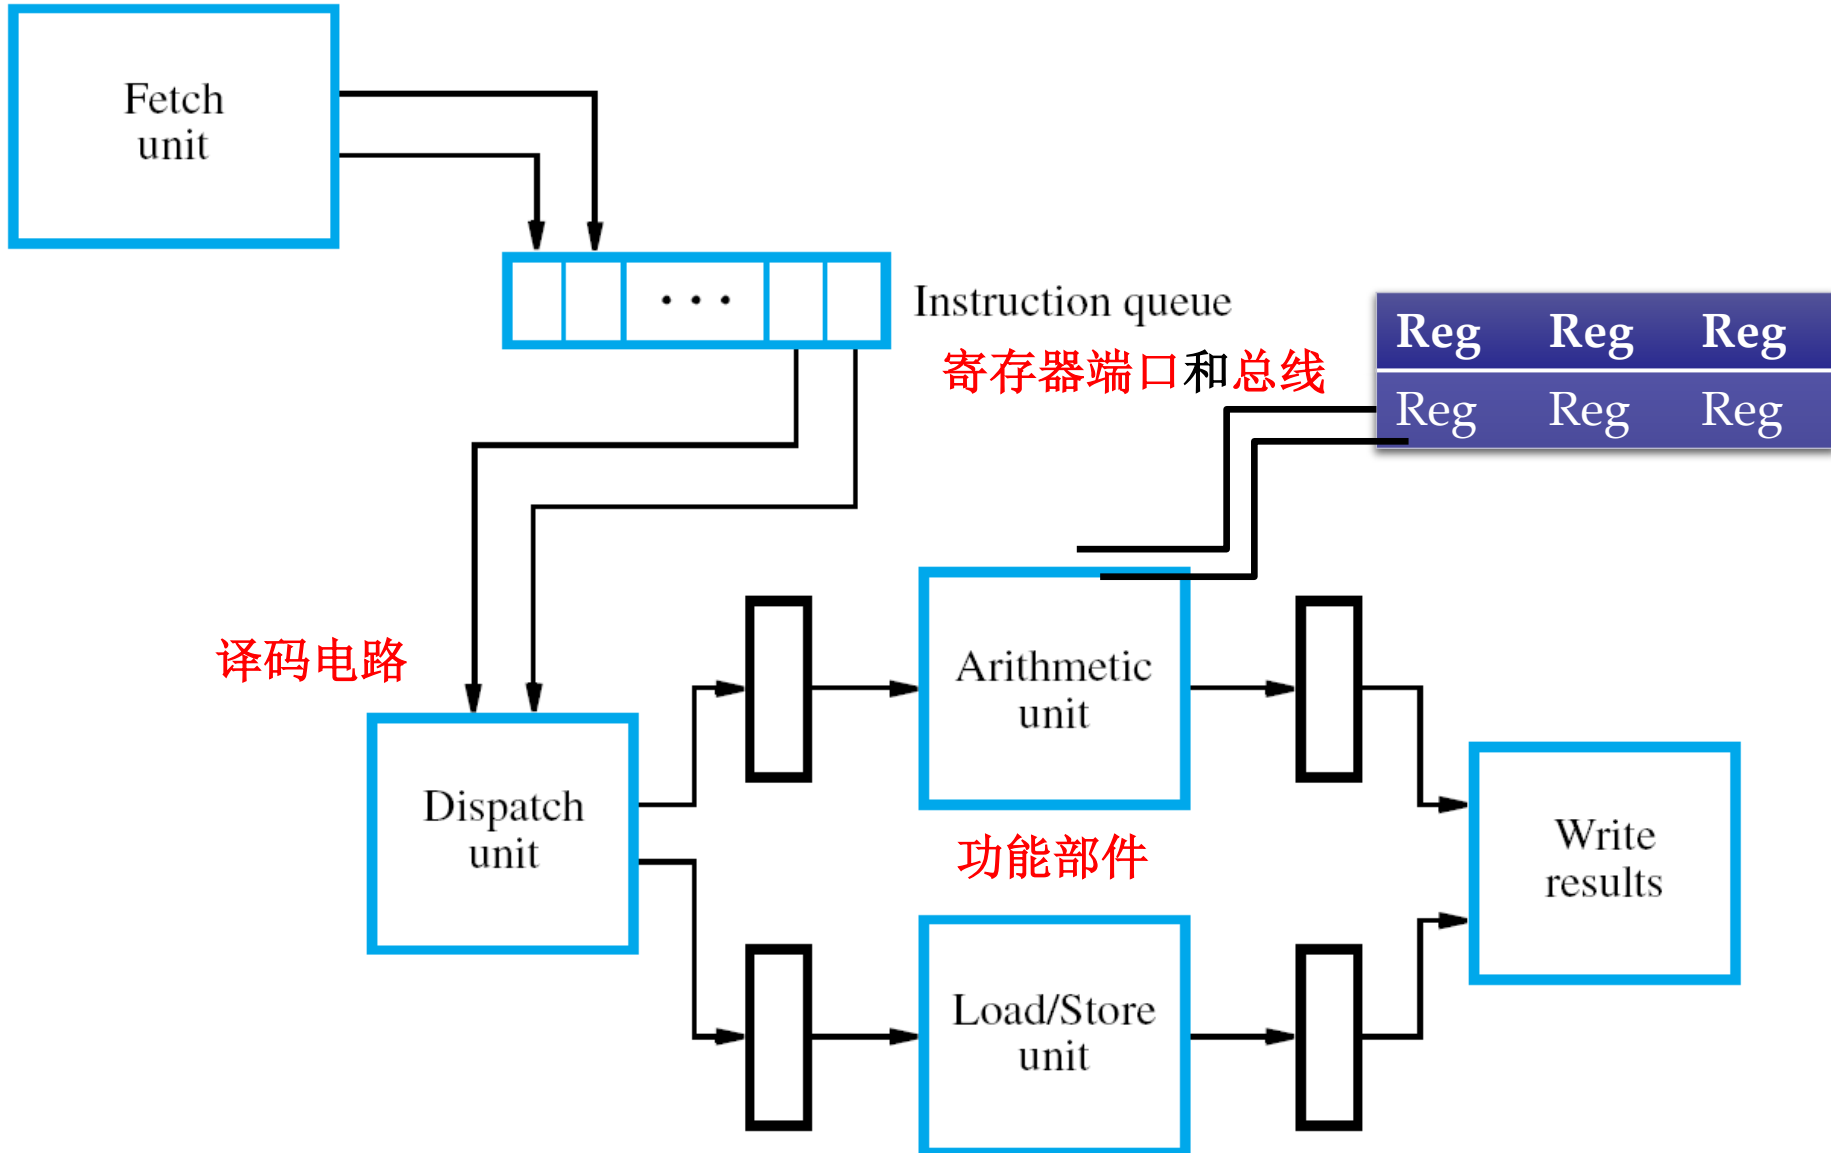 Fetch
unit
Instruction queue
寄存器端口和总线
Reg Reg Reg
Reg Reg Reg
译码电路
Arithmetic
unit
Dispatch
unit
功能部件
Write
results
Load/Store
unit